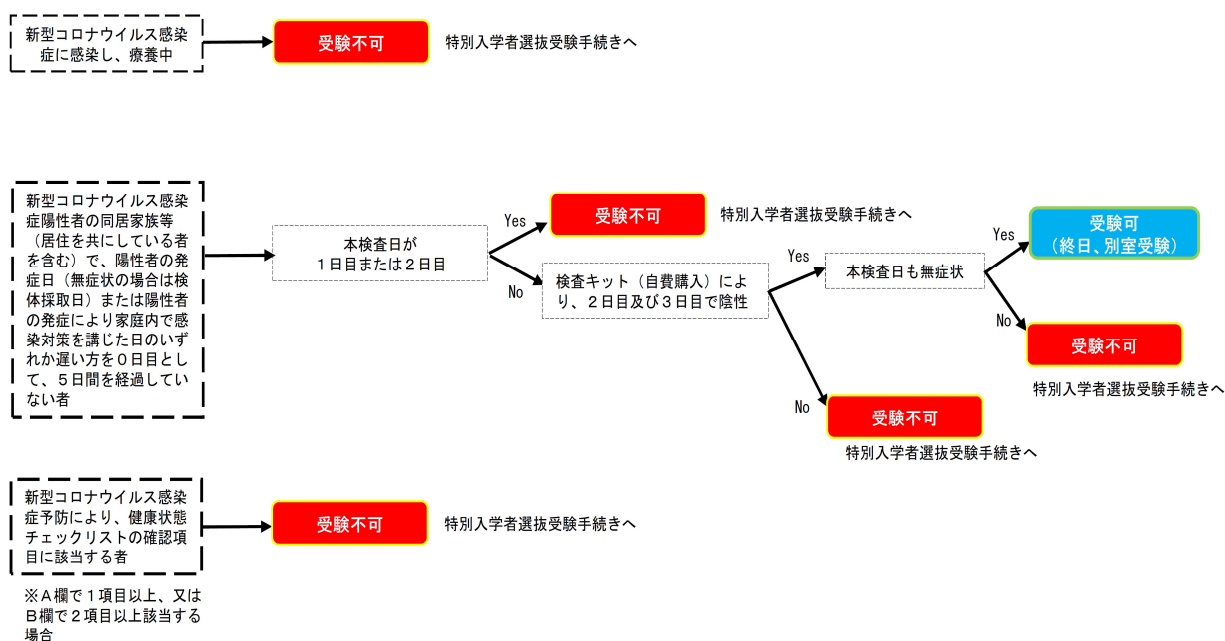 新型コロナウイルス感染
症に感染し、療養中
受験不可
特別入学者選抜受験手続きへ
新型コロナウイルス感染
症陽性者の同居家族等
（居住を共にしている者
を含む）で、陽性者の発
症日（無症状の場合は検
体採取日）または陽性者
の発症により家庭内で感
染対策を講じた日のいず
れか遅い方を０日目とし
て、５日間を経過してい
ない者
本検査日が
１日目または２日目
Yes
受験不可
特別入学者選抜受験手続きへ
No
検査キット（自費購入）によ
り、２日目及び３日目で陰性
Yes
本検査日も無症状
Yes
受験可
（終日、別室受験）
No
受験不可
特別入学者選抜受験手続きへ
No
受験不可
特別入学者選抜受験手続きへ
新型コロナウイルス感染
症予防により、健康状態
チェックリストの確認項
目に該当する者
受験不可
特別入学者選抜受験手続きへ
※Ａ欄で１項目以上、又は
Ｂ欄で２項目以上該当する
場合